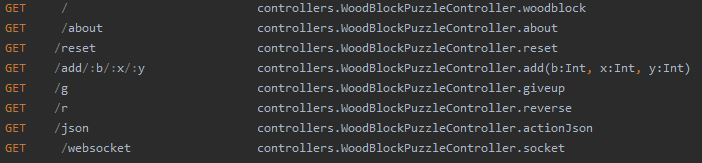 GET / controllers.WoodBlockPuzzleController.woodblock
GET /about controllers.WoodBlockPuzzleController.about
GET /reset controllers.WoodBlockPuzzleController.reset
GET /add/:b/:x/:y controllers.WoodBlockPuzzleController.add(b:Int, x:Int, y:Int)
GET /g controllers.WoodBlockPuzzleController.giveup
GET /r controllers.WoodBlockPuzzleController.reverse
GET /json controllers.WoodBlockPuzzleController.actionJson
GET /websocket controllers.WoodBlockPuzzleController.socket